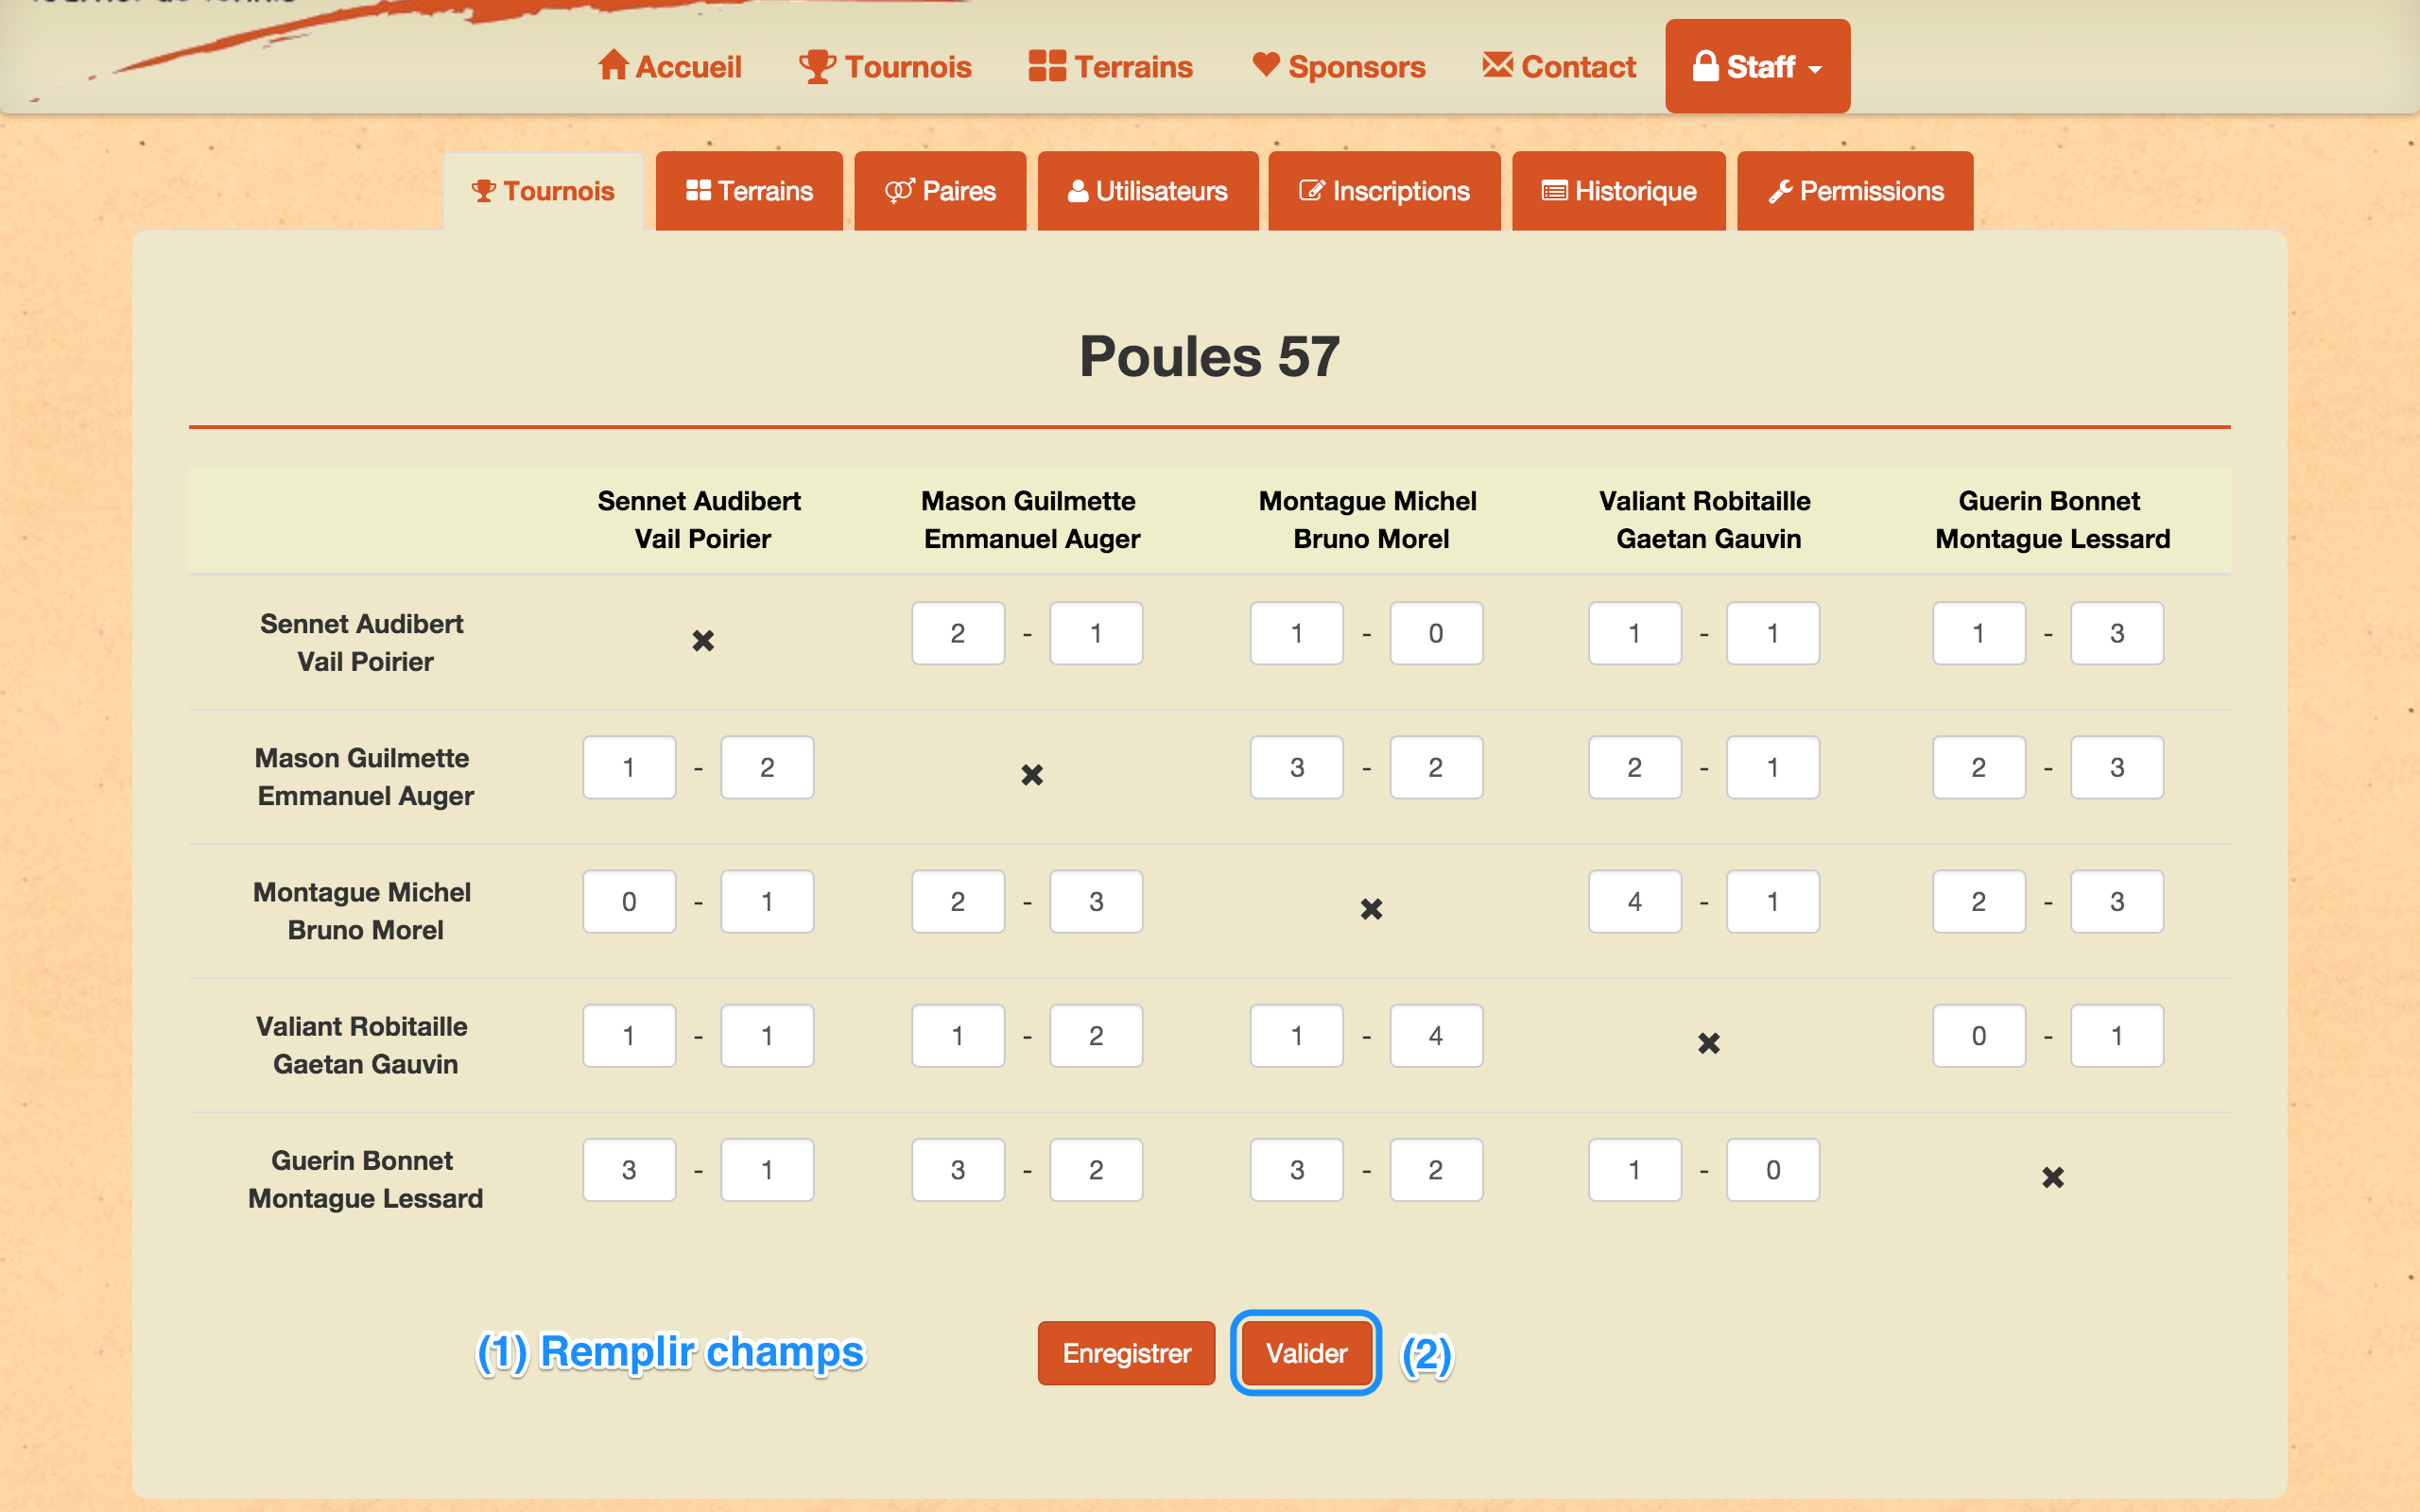 Accueil Tournois Terrains Sponsors Contact Staff
Tournois Terrains Paires Utilisateurs Inscriptions Historique Permissions
Poules 57
Sennet Audibert Mason Guilmette Montague Michel Valiant Robitaille Guerin Bonnet
Vail Poirier Emmanuel Auger Bruno Morel Gaetan Gauvin Montague Lessard
Sennet Audibert
Vail Poirier
2 - 1 1 - 0 1 - 1 1 - 3
Mason Guilmette
Emmanuel Auger
1 - 2 3 - 2 2 - 1 2 - 3
Montague Michel
Bruno Morel
0 - 1 2 - 3 4 - 1 2 - 3
Valiant Robitaille
Gaetan Gauvin
1 - 1 1 - 2 1 - 4 0 - 1
Guerin Bonnet
Montague Lessard
3 - 1 3 - 2 3 - 2 1 - 0
(1) Remplir champs Enregistrer Valider (2)